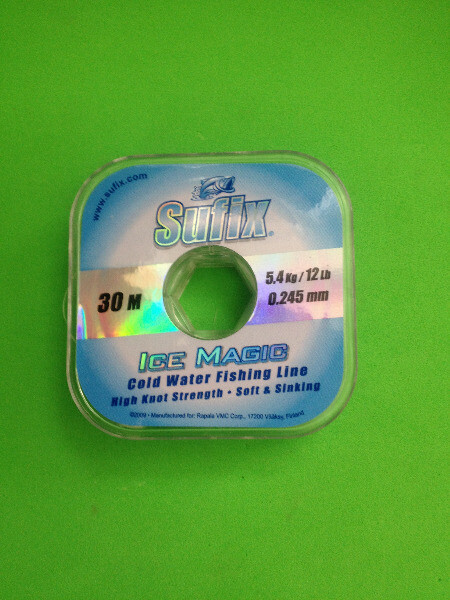 www.sufix.com
Sufix®
30 M
5.4 Kg / 12 Lb
0.245 mm
ICE MAGIC
Cold Water Fishing Line
High Knot Strength • Soft & Sinking
©2009 • Manufactured for: Rapala VMC Corp., 17200 Vääksy, Finland